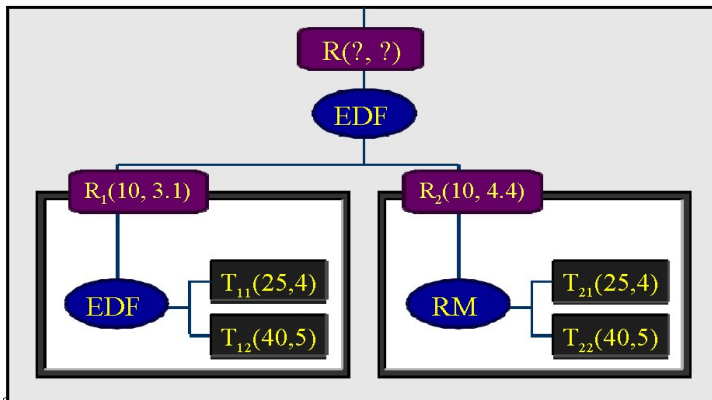 R(?, ?)
EDF
R₁(10, 3.1)
R₂(10, 4.4)
EDF
T₁₁(25,4)
T₁₂(40,5)
RM
T₂₁(25,4)
T₂₂(40,5)